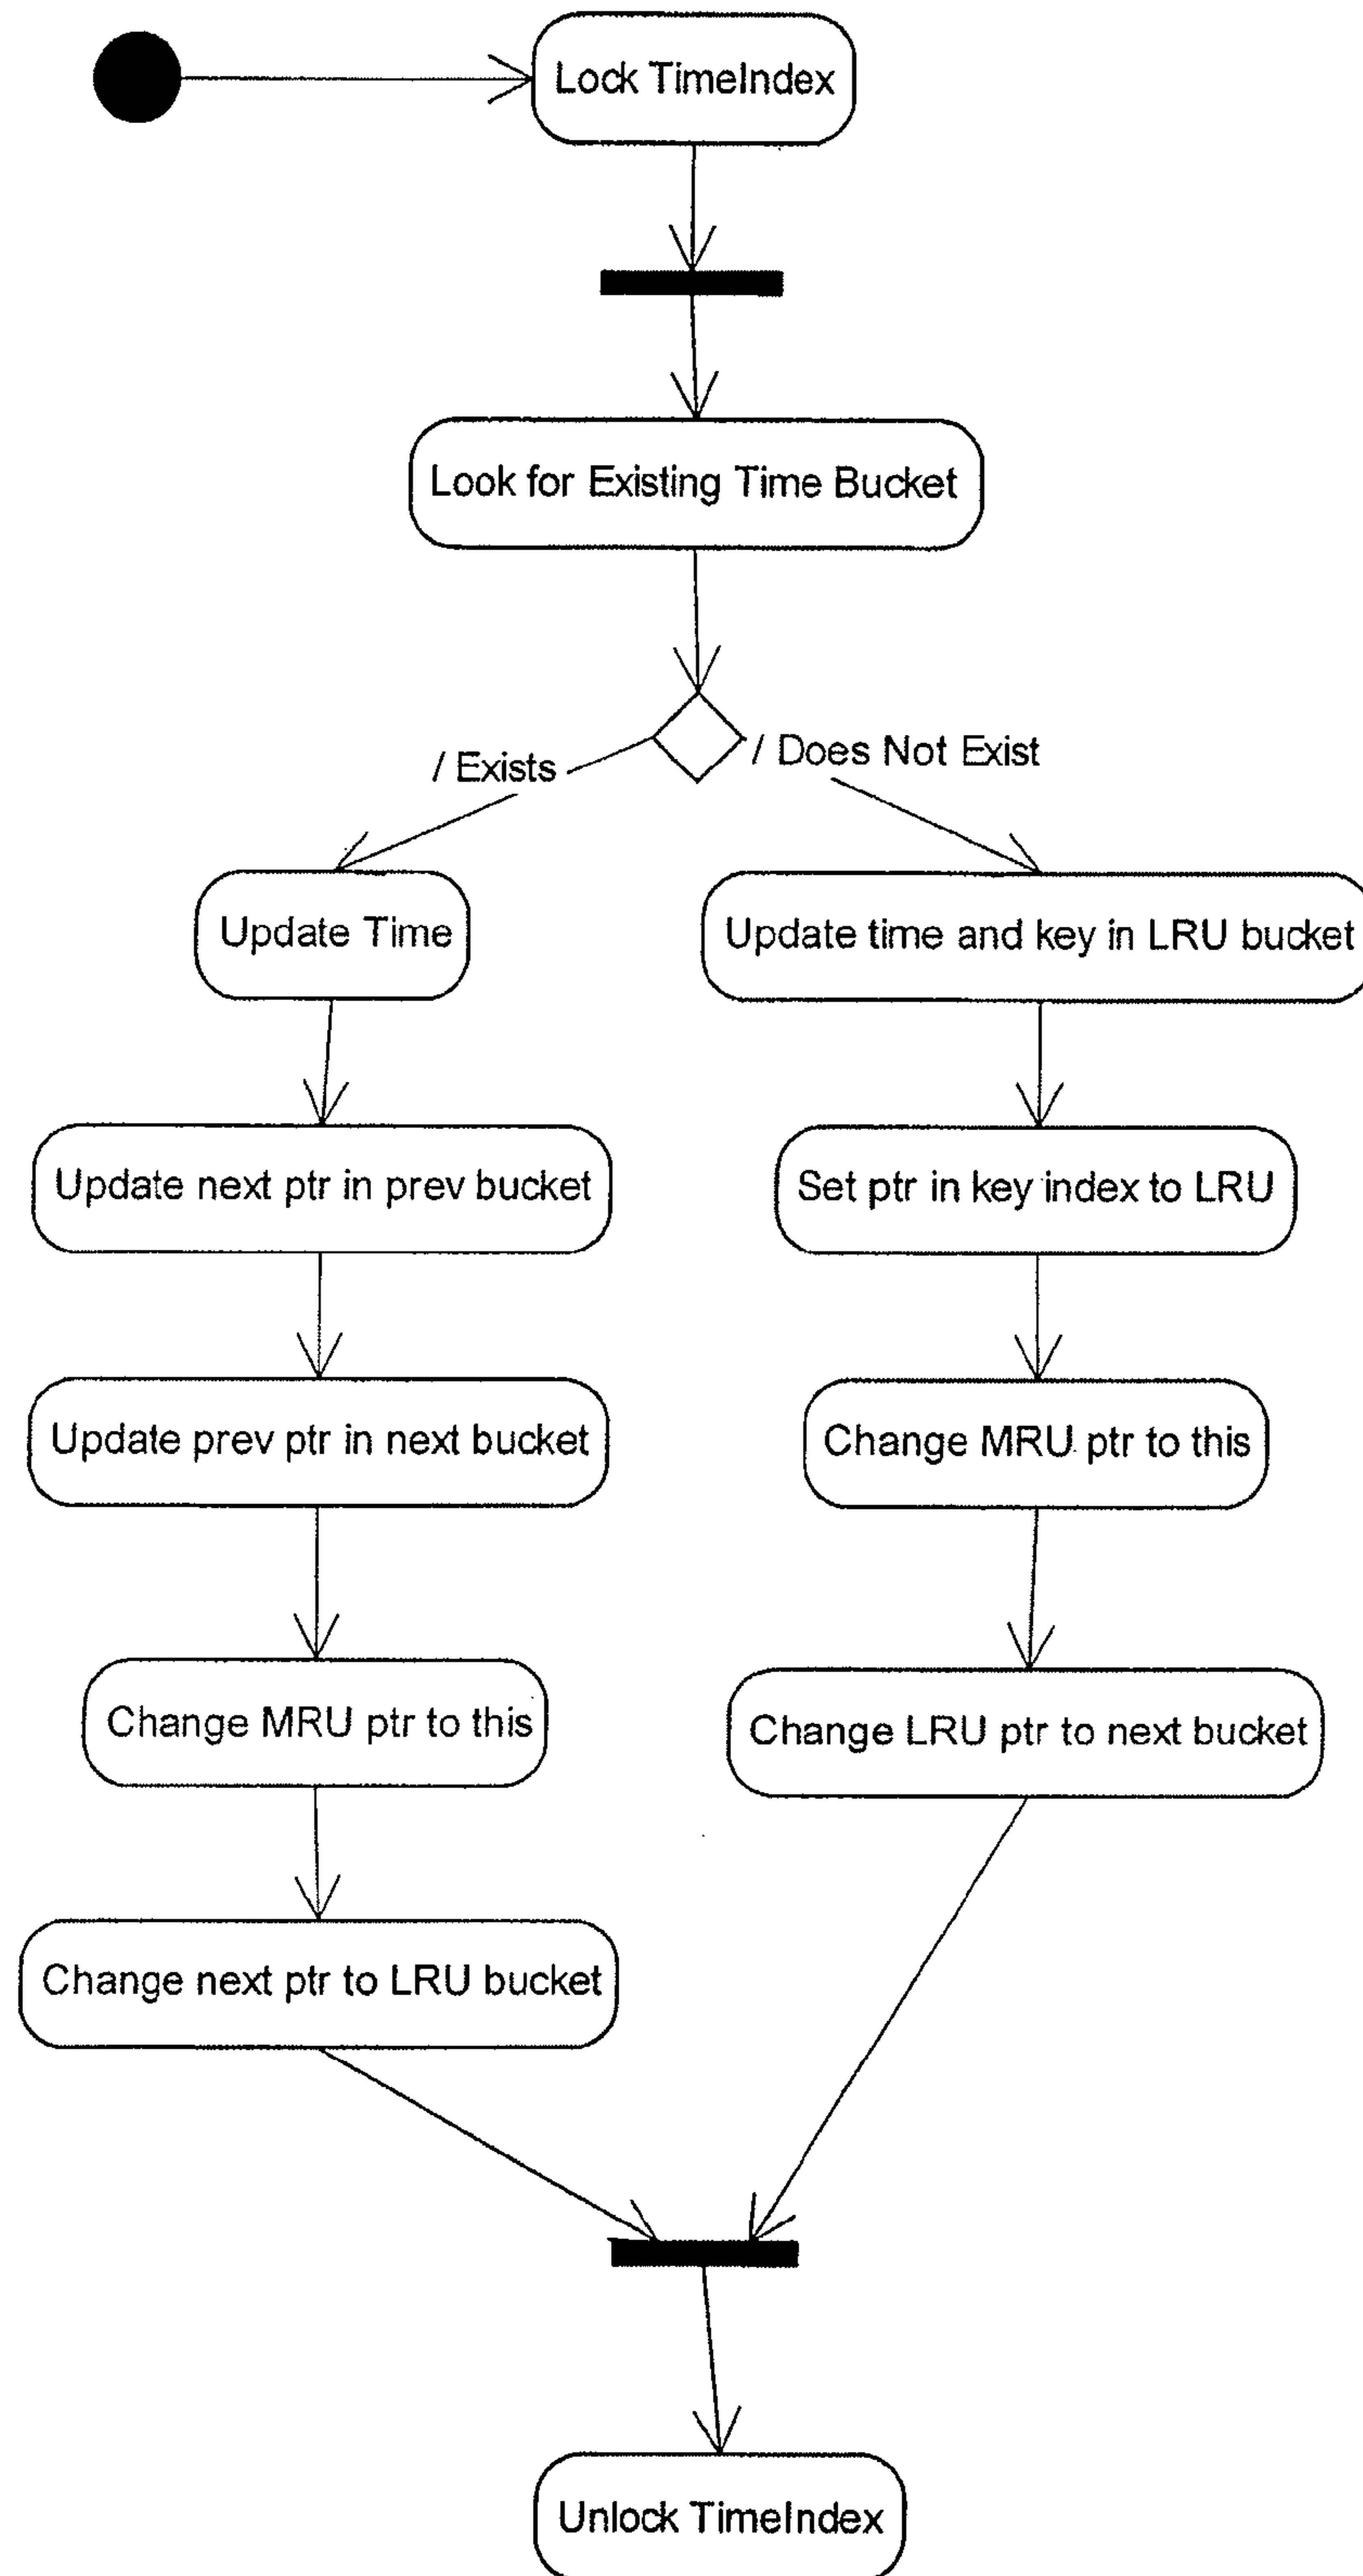 Lock TimeIndex
Look for Existing Time Bucket
/ Exists
/ Does Not Exist
Update Time
Update time and key in LRU bucket
Update next ptr in prev bucket
Set ptr in key index to LRU
Update prev ptr in next bucket
Change MRU ptr to this
Change MRU ptr to this
Change LRU ptr to next bucket
Change next ptr to LRU bucket
Unlock TimeIndex